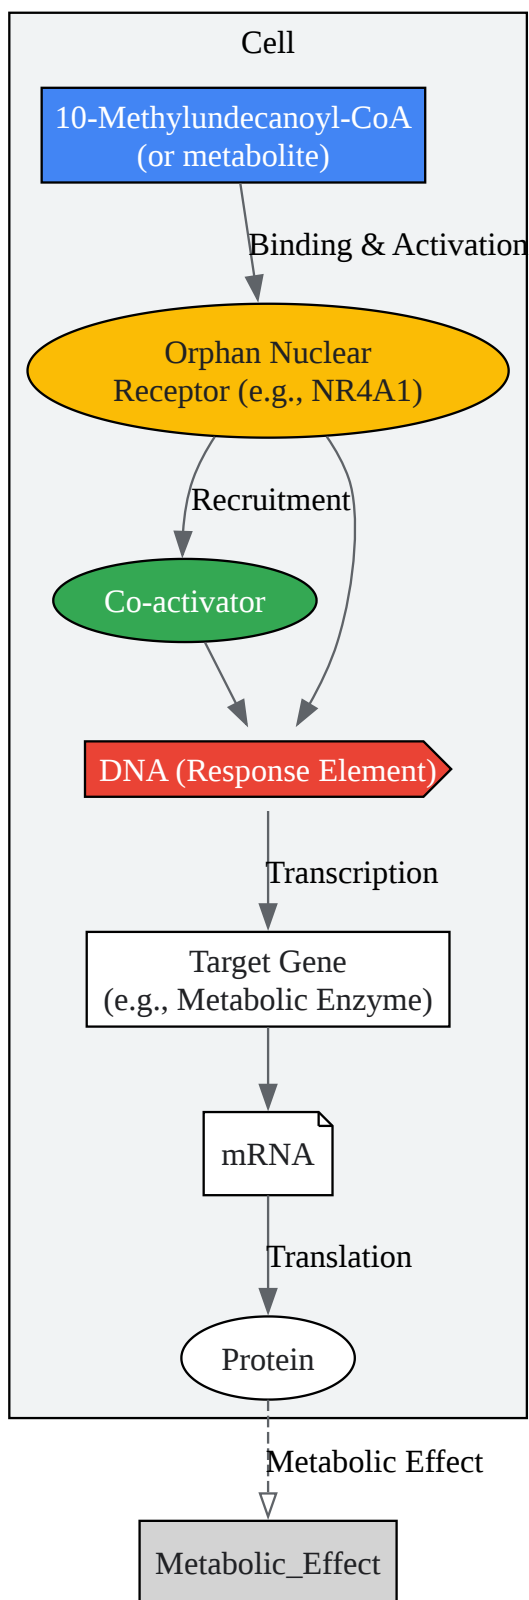 Cell
10-Methylundecanoyl-CoA
(or metabolite)
Binding & Activation
Orphan Nuclear
Receptor (e.g., NR4A1)
Recruitment
Co-activator
DNA (Response Element)
Transcription
Target Gene
(e.g., Metabolic Enzyme)
mRNA
Translation
Protein
Metabolic Effect
Metabolic_Effect